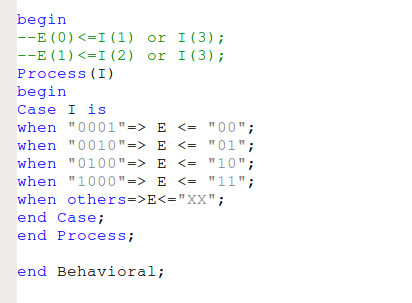 begin
--E(0)<=I(1) or I(3);
--E(1)<=I(2) or I(3);
Process(I)
begin
Case I is
when "0001"=> E <= "00";
when "0010"=> E <= "01";
when "0100"=> E <= "10";
when "1000"=> E <= "11";
when others=>E<="XX";
end Case;
end Process;
end Behavioral;